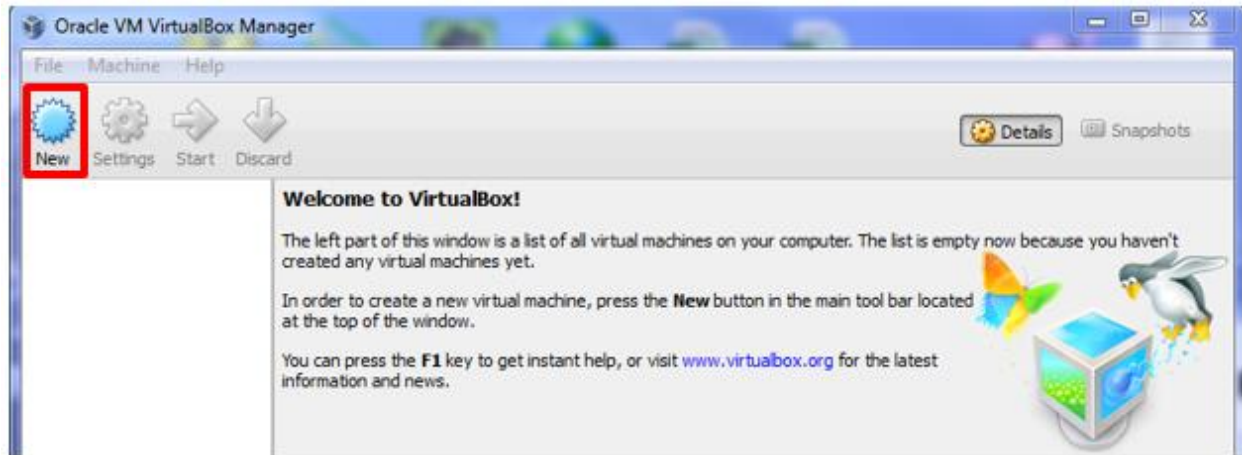 Oracle VM VirtualBox Manager
File Machine Help
New Settings Start Discard
Details Snapshots
Welcome to VirtualBox!
The left part of this window is a list of all virtual machines on your computer. The list is empty now because you haven't
created any virtual machines yet.
In order to create a new virtual machine, press the New button in the main tool bar located
at the top of the window.
You can press the F1 key to get instant help, or visit www.virtualbox.org for the latest
information and news.